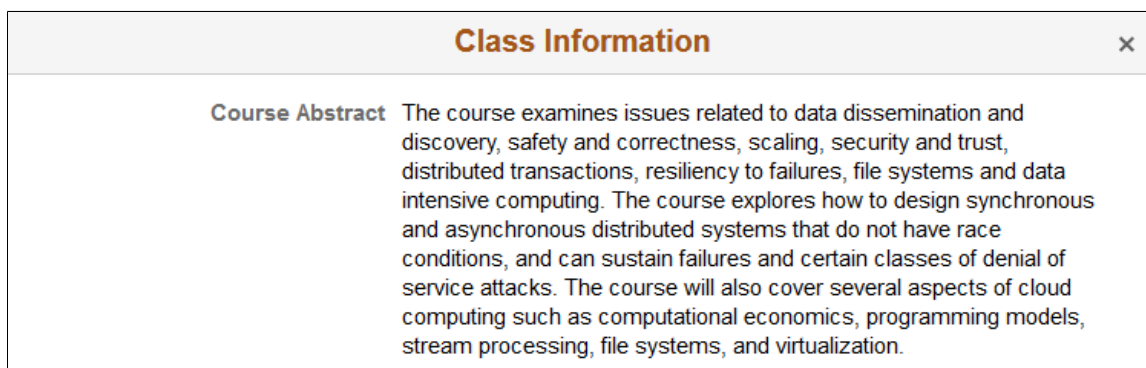 Class Information
×
Course Abstract The course examines issues related to data dissemination and
discovery, safety and correctness, scaling, security and trust,
distributed transactions, resiliency to failures, file systems and data
intensive computing. The course explores how to design synchronous
and asynchronous distributed systems that do not have race
conditions, and can sustain failures and certain classes of denial of
service attacks. The course will also cover several aspects of cloud
computing such as computational economics, programming models,
stream processing, file systems, and virtualization.